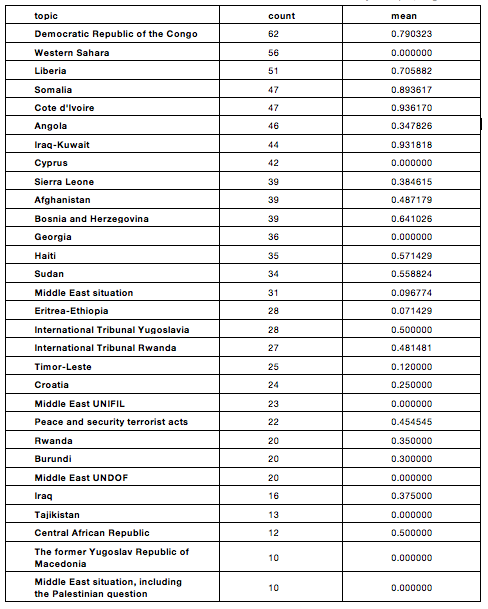 topic count mean
Democratic Republic of the Congo 62 0.790323
Western Sahara 56 0.000000
Liberia 51 0.705882
Somalia 47 0.893617
Cote d'Ivoire 47 0.936170
Angola 46 0.347826
Iraq-Kuwait 44 0.931818
Cyprus 42 0.000000
Sierra Leone 39 0.384615
Afghanistan 39 0.487179
Bosnia and Herzegovina 39 0.641026
Georgia 36 0.000000
Haiti 35 0.571429
Sudan 34 0.558824
Middle East situation 31 0.096774
Eritrea-Ethiopia 28 0.071429
International Tribunal Yugoslavia 28 0.500000
International Tribunal Rwanda 27 0.481481
Timor-Leste 25 0.120000
Croatia 24 0.250000
Middle East UNIFIL 23 0.000000
Peace and security terrorist acts 22 0.454545
Rwanda 20 0.350000
Burundi 20 0.300000
Middle East UNDOF 20 0.000000
Iraq 16 0.375000
Tajikistan 13 0.000000
Central African Republic 12 0.500000
The former Yugoslav Republic of
Macedonia 10 0.000000
Middle East situation, including
the Palestinian question 10 0.000000